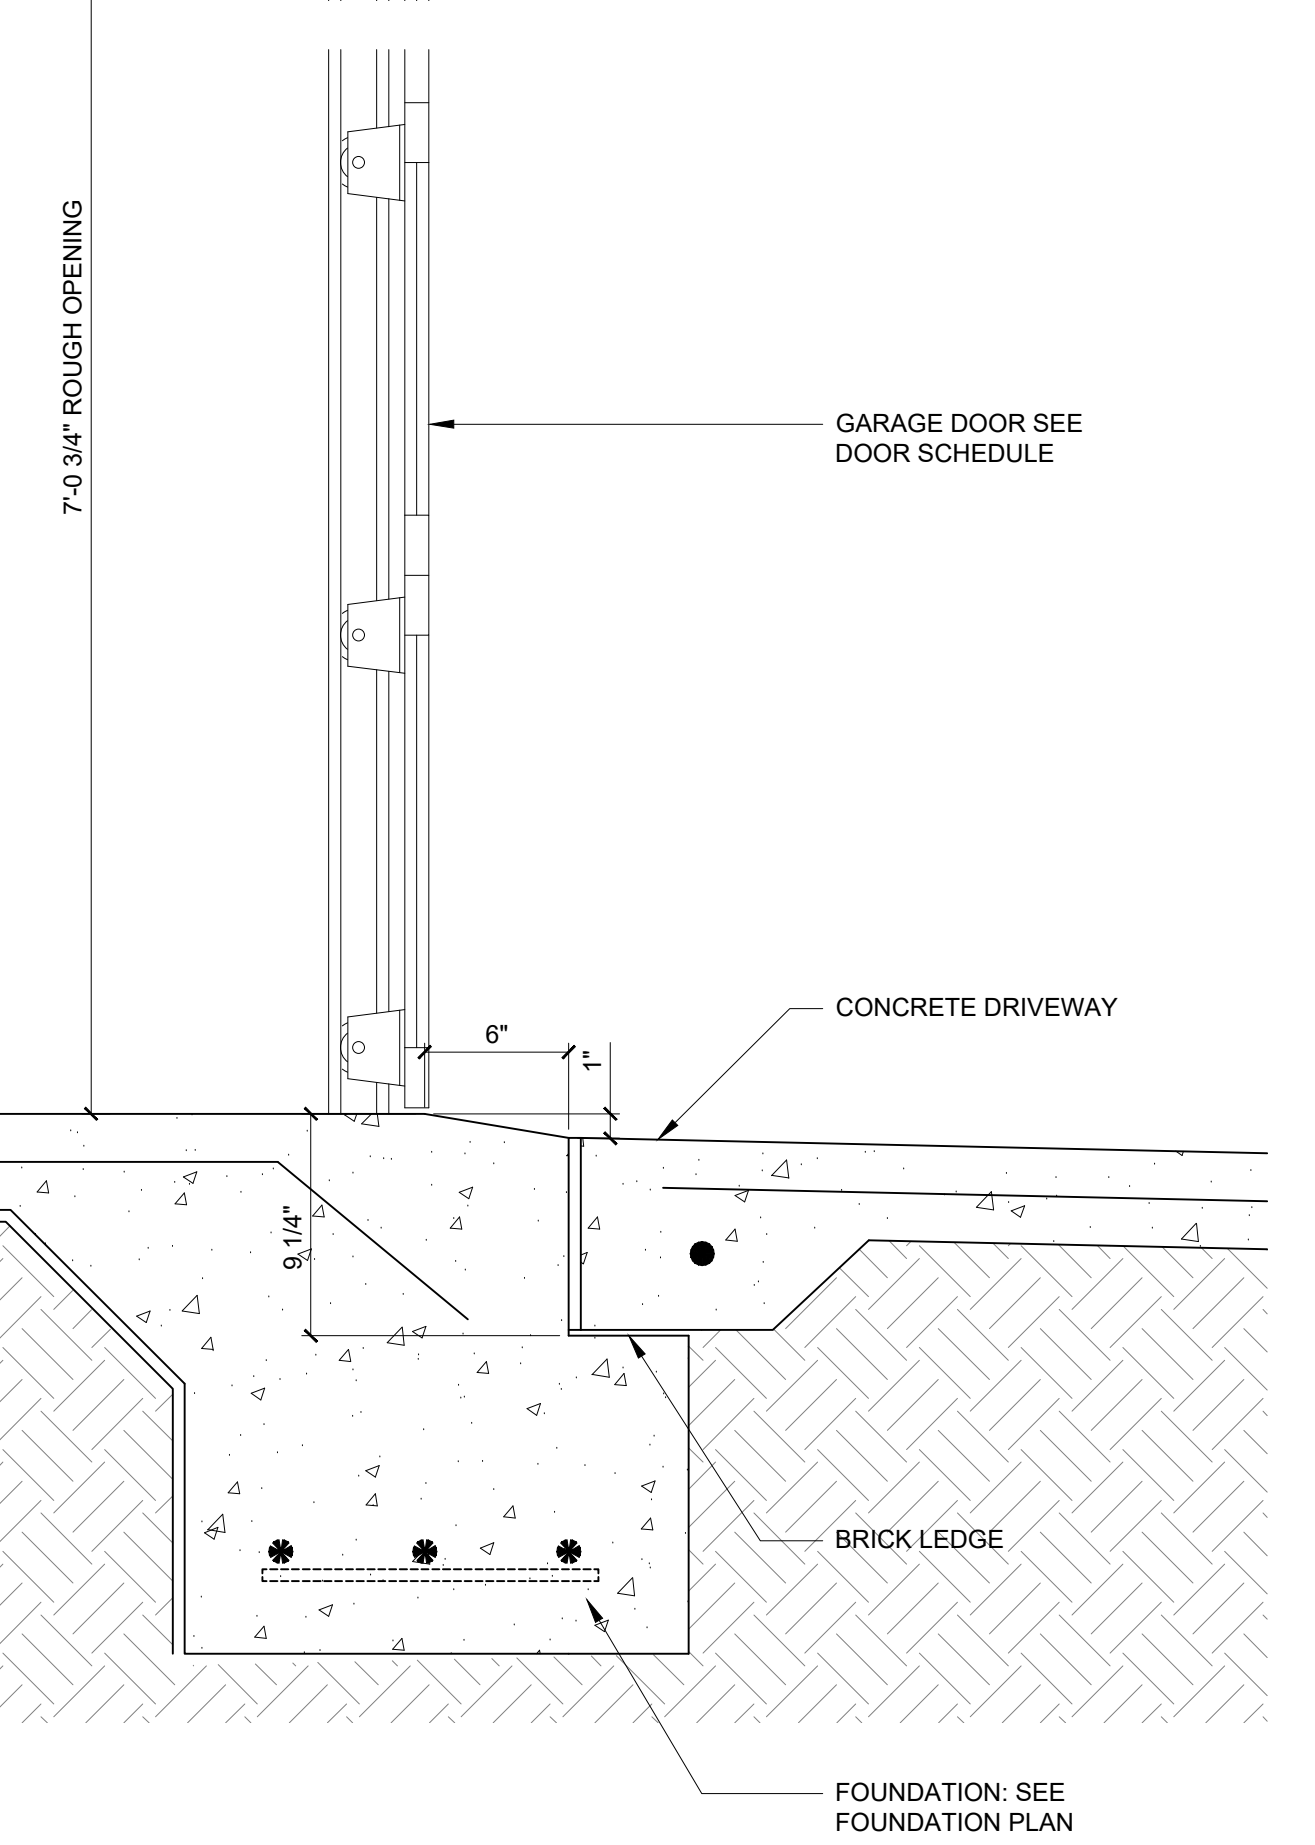 7'-0 3/4" ROUGH OPENING
GARAGE DOOR SEE
DOOR SCHEDULE
CONCRETE DRIVEWAY
6"
1"
9 1/4"
BRICK LEDGE
FOUNDATION: SEE
FOUNDATION PLAN